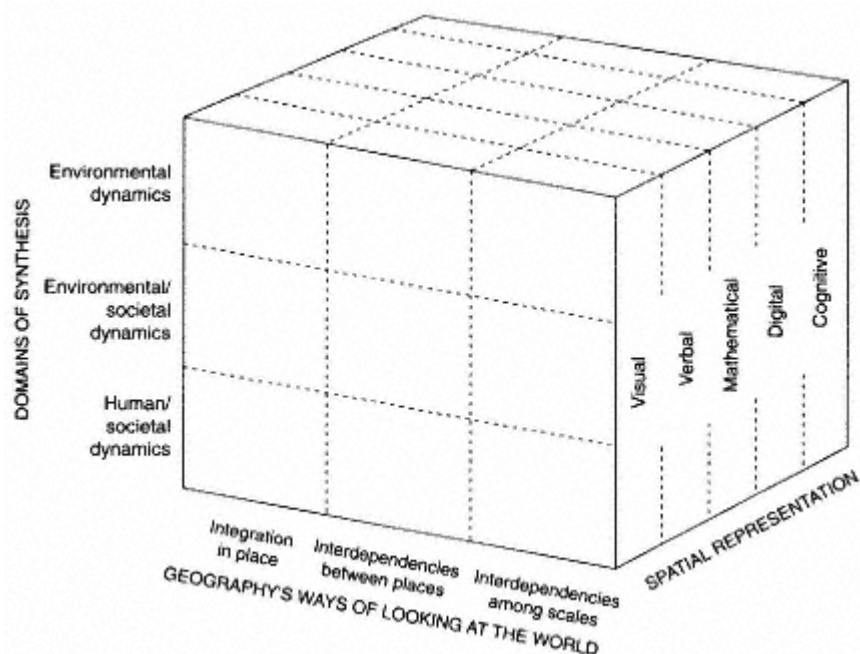 DOMAINS OF SYNTHESIS
Environmental
dynamics
Environmental/
societal
dynamics
Human/
societal
dynamics
Integration
in place
Interdependencies
between places
Interdependencies
among scales
GEOGRAPHY'S WAYS OF LOOKING AT THE WORLD
Visual
Verbal
Mathematical
Digital
Cognitive
SPATIAL REPRESENTATION